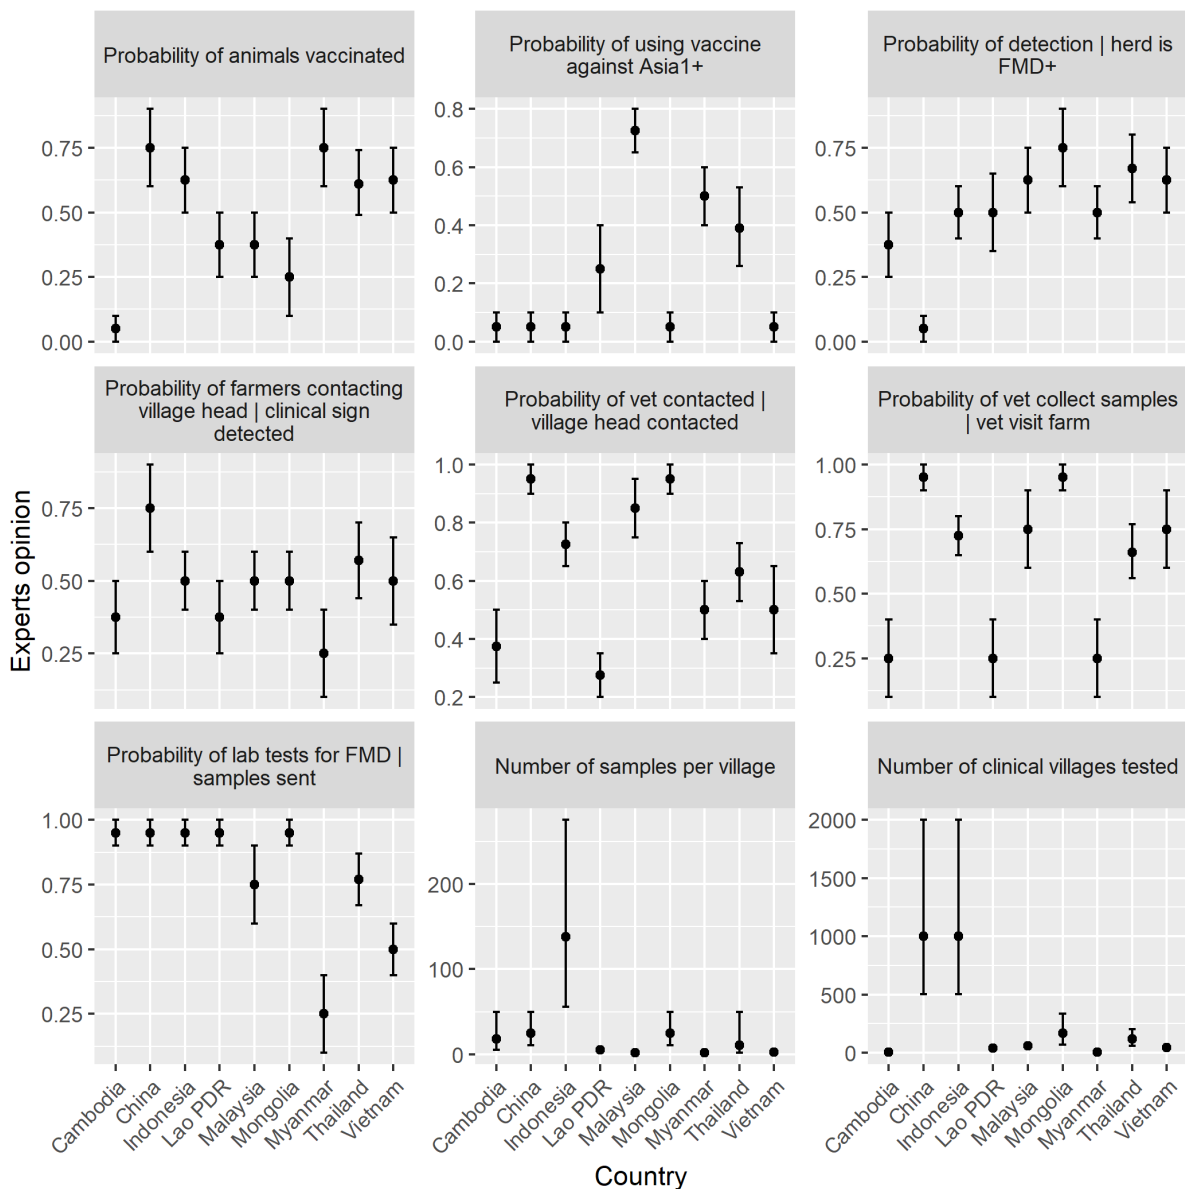 Probability of animals vaccinated
Probability of using vaccine
against Asia1+
Probability of detection | herd is
FMD+
0.75
0.50
0.25
0.00
0.8
0.6
0.4
0.2
0.0
0.75
0.50
0.25
0.00
Probability of farmers contacting
village head | clinical sign
detected
Probability of vet contacted |
village head contacted
Probability of vet collect samples
| vet visit farm
0.75
0.50
0.25
1.0
0.8
0.6
0.4
0.2
1.00
0.75
0.50
0.25
Experts opinion
Probability of lab tests for FMD |
samples sent
Number of samples per village
Number of clinical villages tested
1.00
0.75
0.50
0.25
200
100
0
2000
1500
1000
500
0
Cambodia
China
Indonesia
Lao PDR
Malaysia
Mongolia
Myanmar
Thailand
Vietnam
Cambodia
China
Indonesia
Lao PDR
Malaysia
Mongolia
Myanmar
Thailand
Vietnam
Cambodia
China
Indonesia
Lao PDR
Malaysia
Mongolia
Myanmar
Thailand
Vietnam
Country